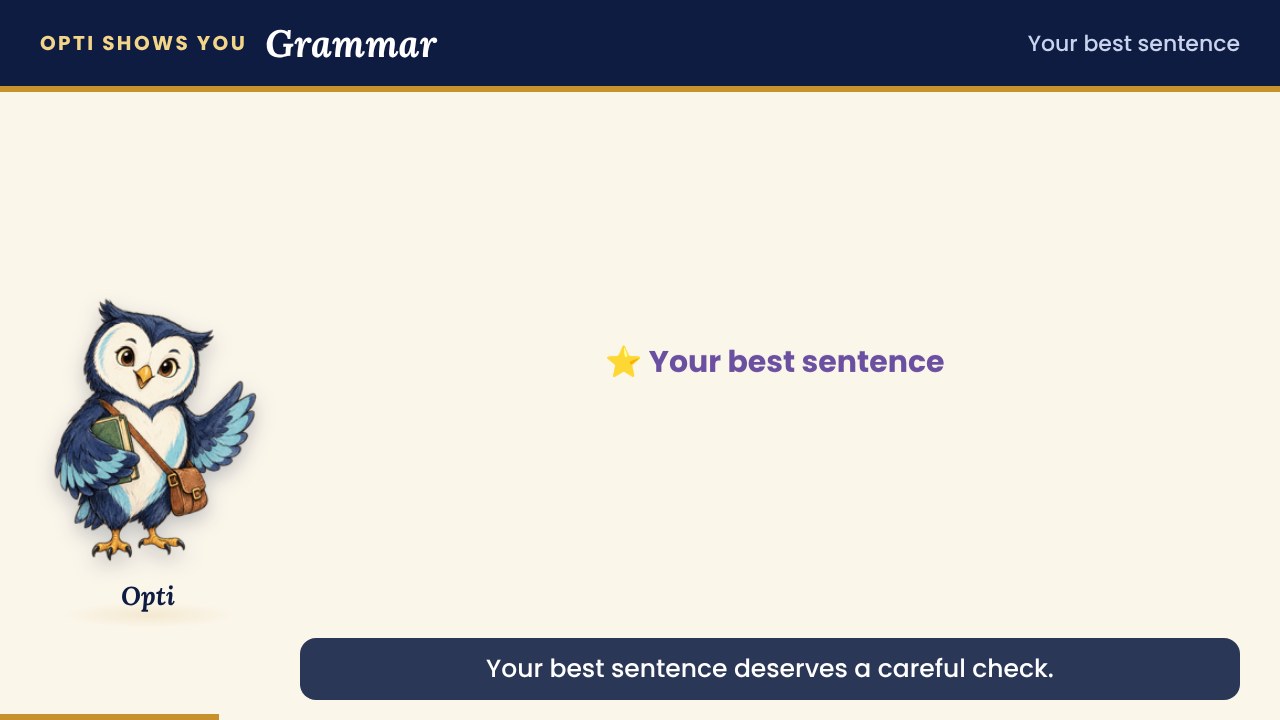 OPTI SHOWS YOU Grammar
Your best sentence
⭐ Your best sentence
Opti
Your best sentence deserves a careful check.